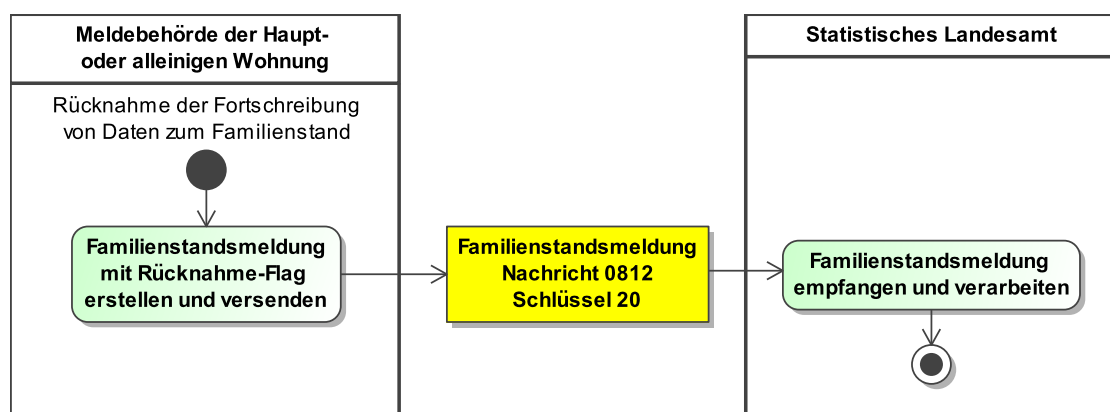 Meldebehörde der Haupt-
oder alleinigen Wohnung
Rücknahme der Fortschreibung
von Daten zum Familienstand
Familienstandsmeldung
mit Rücknahme-Flag
erstellen und versenden
Familienstandsmeldung
Nachricht 0812
Schlüssel 20
Statistisches Landesamt
Familienstandsmeldung
empfangen und verarbeiten